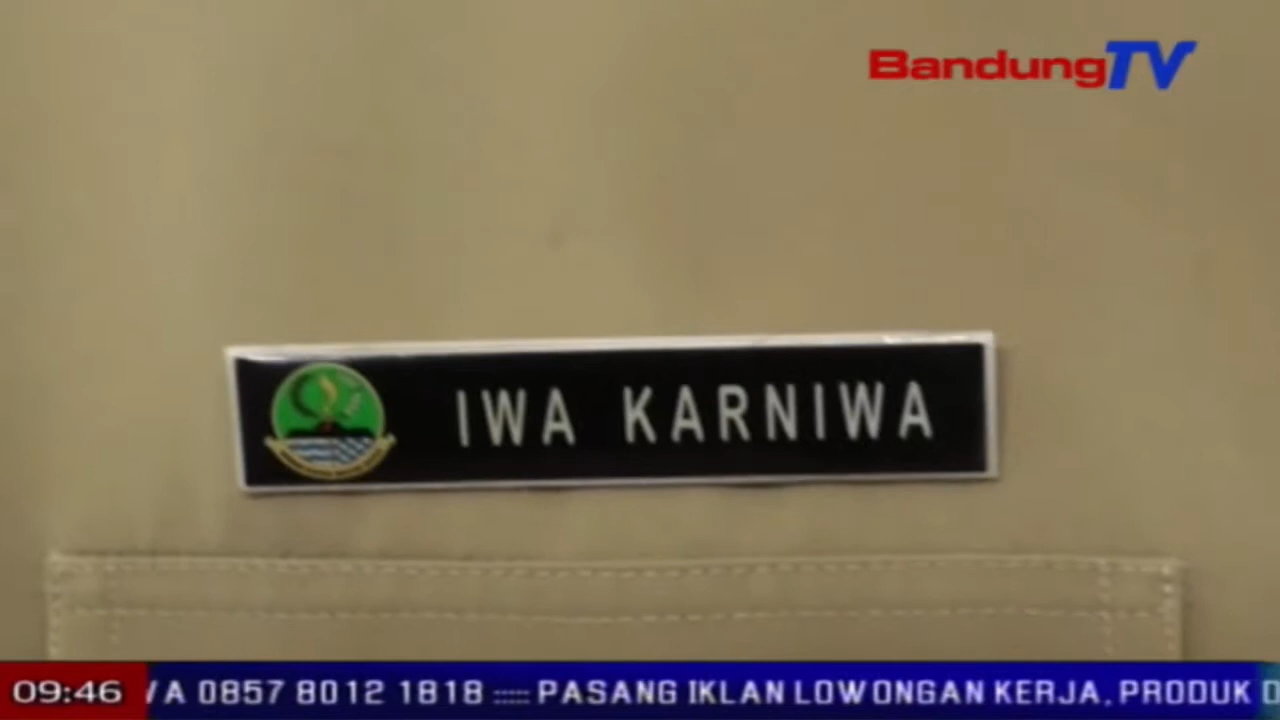 BandungTV
IWA KARNIWA
09:46 0857 8012 1818 ::::: PASANG IKLAN LOWONGAN KERJA, PRODUK